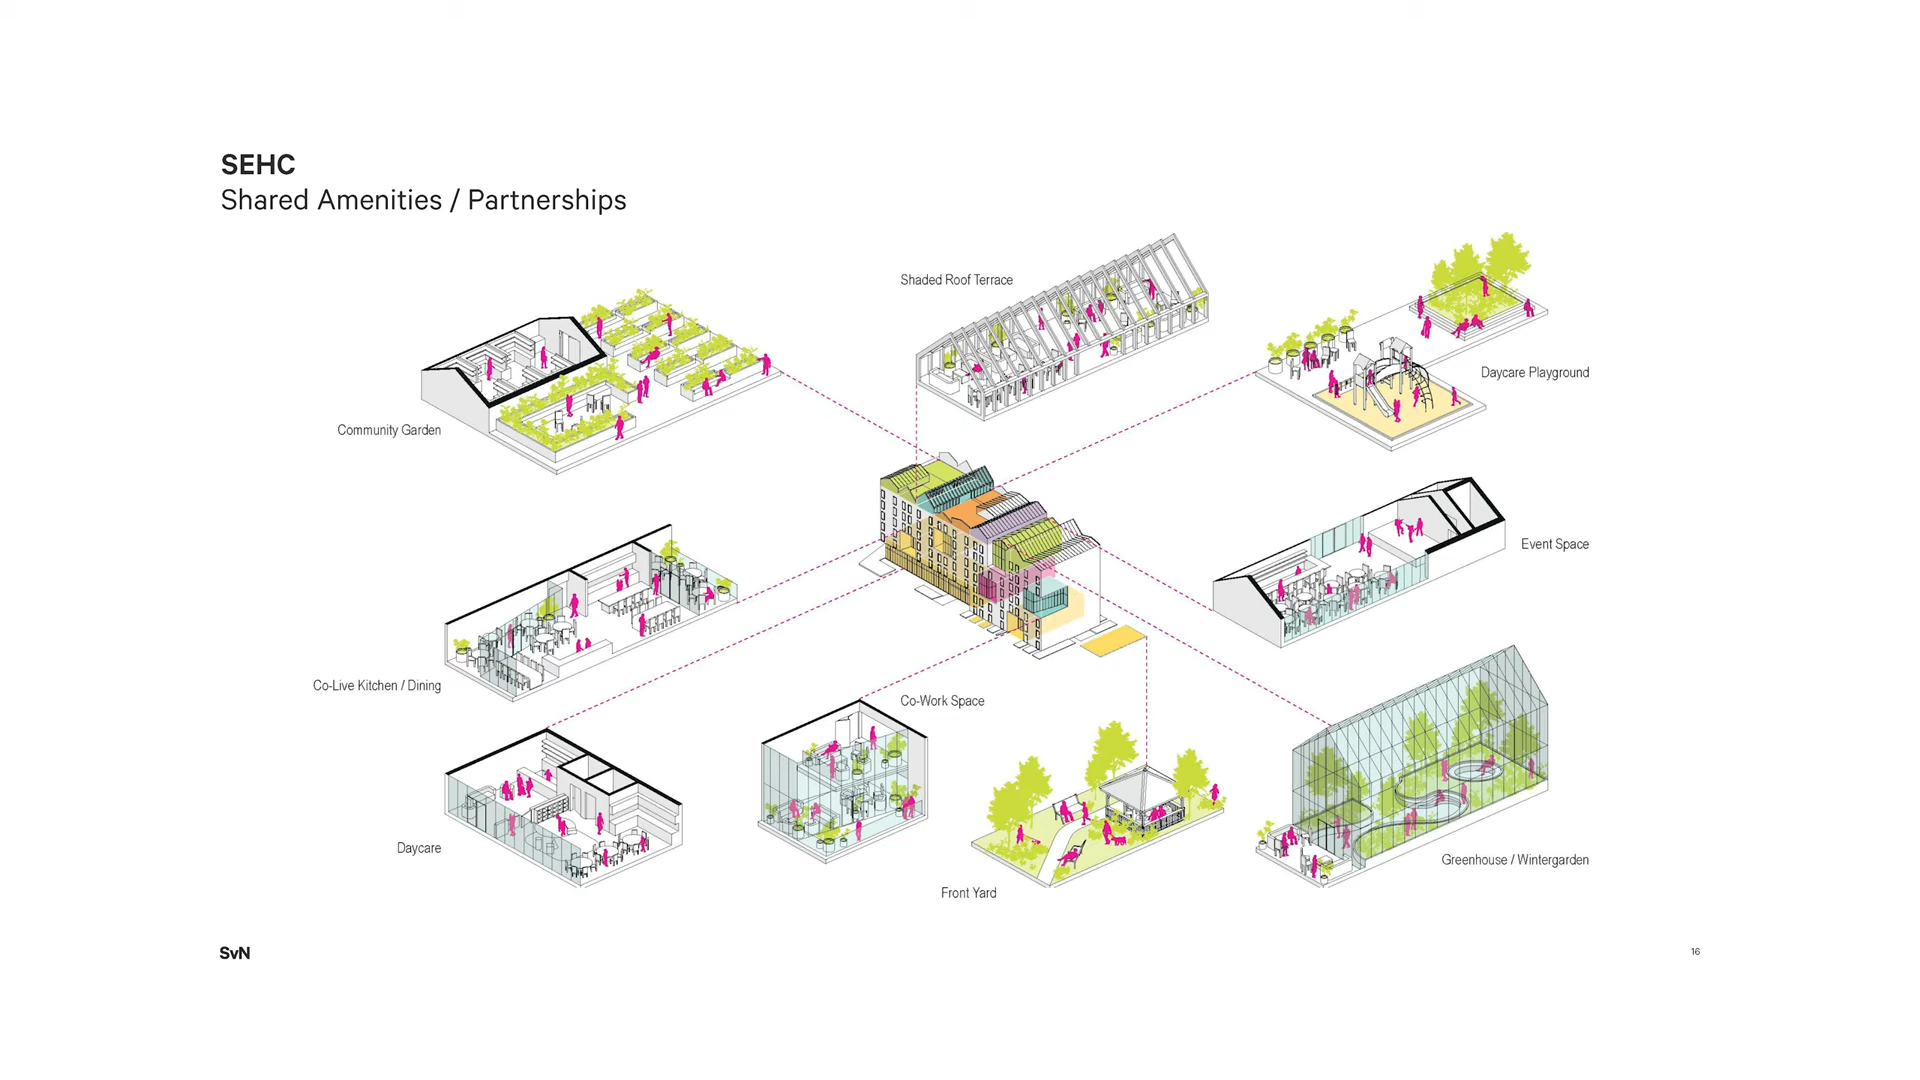 SEHC
Shared Amenities / Partnerships
Shaded Roof Terrace
Daycare Playground
Community Garden
Event Space
Co-Live Kitchen / Dining
Co-Work Space
Daycare
Greenhouse / Wintergarden
Front Yard
SvN
16